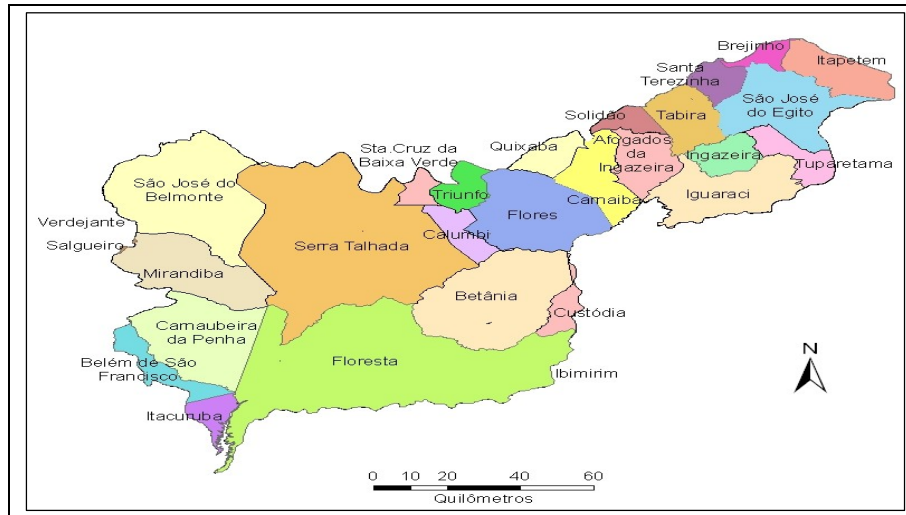 Brejinho
Itapetem
Santa
Terezinha
São José
do Egito
Solidão
Tabira
Afogados
da
Ingazeira
Ingazeira
Tuparetama
Iguaraci
Sta.Cruz da
Baixa Verde
Quixaba
Triunfo
Flores
Carnaiba
São José do
Belmonte
Verdejante
Salgueiro
Mirandiba
Serra Talhada
Calumbi
Betânia
Custódia
Carnaubeira
da Penha
Belém de São
Francisco
Floresta
Ibimirim
Itacuruba
N
0 10 20 40 60
Quilômetros